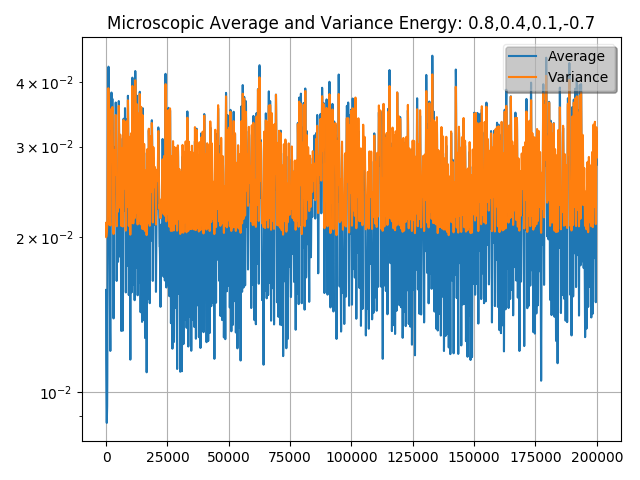 Microscopic Average and Variance Energy: 0.8,0.4,0.1,-0.7
Average
Variance
4 × 10⁻²
3 × 10⁻²
2 × 10⁻²
10⁻²
0 25000 50000 75000 100000 125000 150000 175000 200000